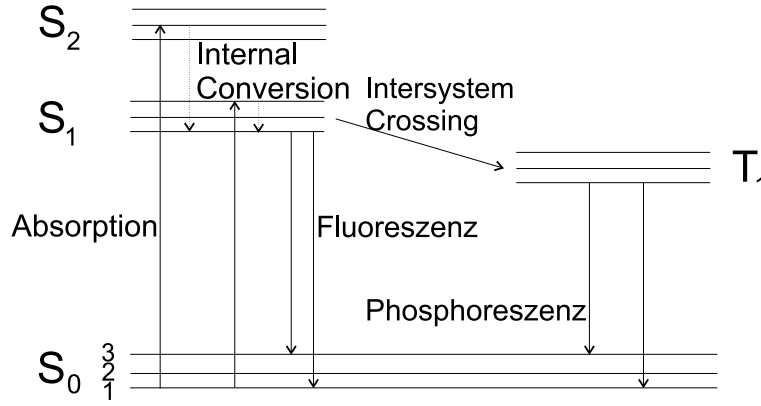 S₂
Internal
Conversion
Intersystem
Crossing
S₁
T
Absorption
Fluoreszenz
Phosphoreszenz
S₀
3
2
1